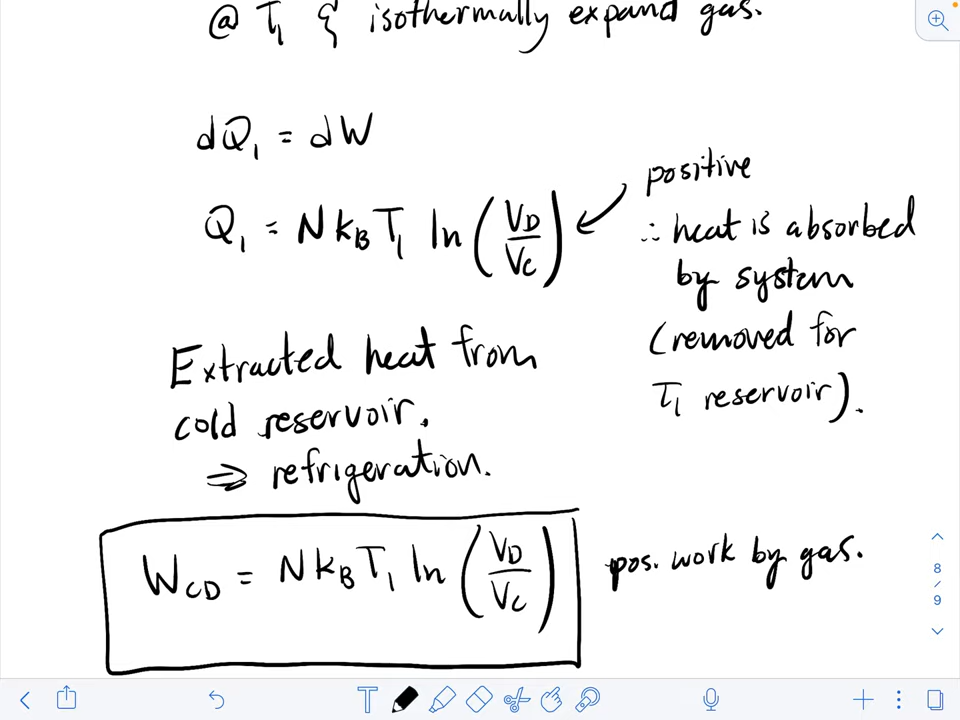 @ T₁ & isothermally expand gas.
đQ₁ = đW
Q₁ = N k_B T₁ ln (V_D / V_C)
positive
∴ heat is absorbed
by system
(removed for
T₁ reservoir).
Extracted heat from
cold reservoir.
⇒ refrigeration.
W_CD = N k_B T₁ ln (V_D / V_C)
pos. work by gas.
8
/
9
T